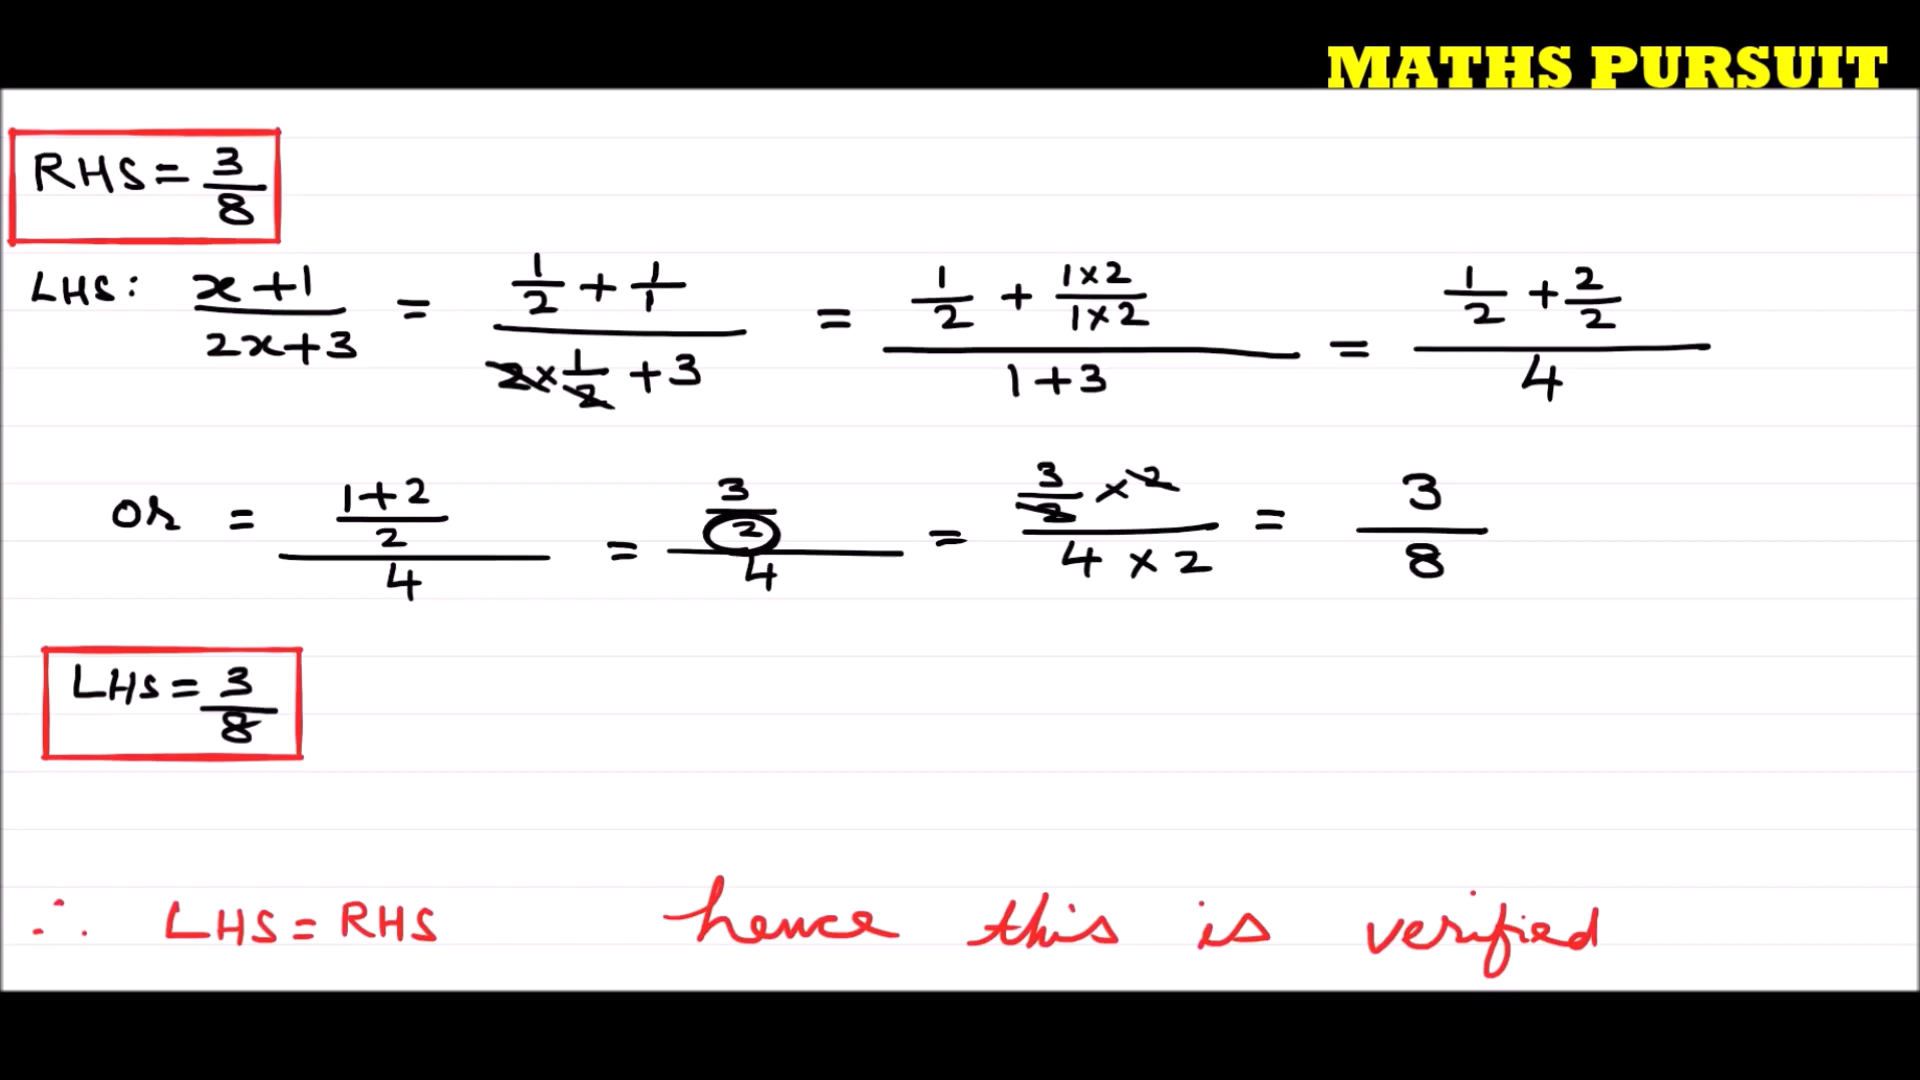 MATHS PURSUIT
RHS = 3/8
LHS: x+1/2x+3 = 1/2 + 1/1 / 2×1/2 + 3 = 1/2 + 1×2/1×2 / 1+3 = 1/2 + 2/2 / 4
or = 1+2/2 / 4 = 3/2 / 4 = 3/2 ×2 / 4 × 2 = 3/8
LHS = 3/8
∴ LHS = RHS hence this is verified